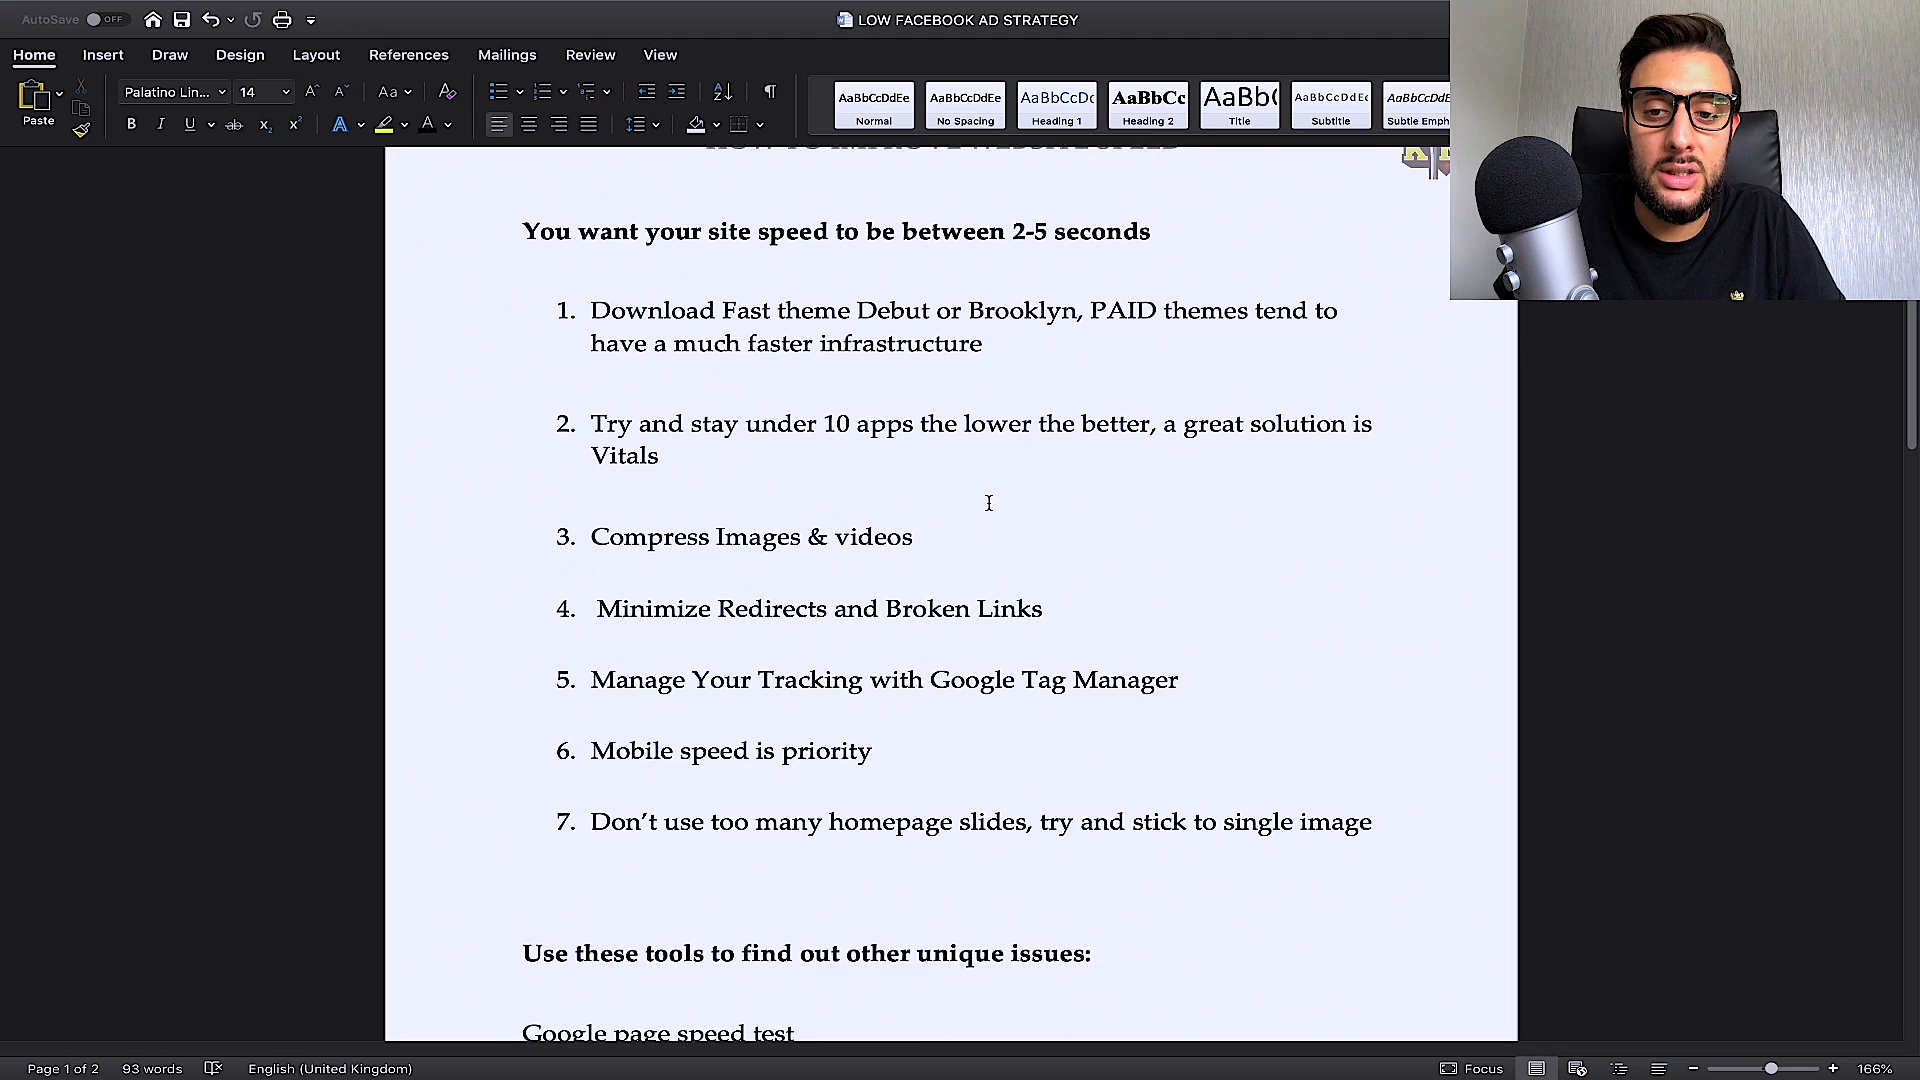 AutoSave OFF
LOW FACEBOOK AD STRATEGY
Home Insert Draw Design Layout References Mailings Review View
Paste
Palatino Lin... 14
AaBbCcDdEe Normal
AaBbCcDdEe No Spacing
AaBbCcDc Heading 1
AaBbCc Heading 2
AaBb( Title
AaBbCcDdEe Subtitle
AaBbCcDdEe Subtle Emph
HOW TO IMPROVE WEBSITE SPEED
You want your site speed to be between 2-5 seconds
1. Download Fast theme Debut or Brooklyn, PAID themes tend to
have a much faster infrastructure
2. Try and stay under 10 apps the lower the better, a great solution is
Vitals
3. Compress Images & videos
4. Minimize Redirects and Broken Links
5. Manage Your Tracking with Google Tag Manager
6. Mobile speed is priority
7. Don't use too many homepage slides, try and stick to single image
Use these tools to find out other unique issues:
Google page speed test
Page 1 of 2 93 words English (United Kingdom) Focus 166%